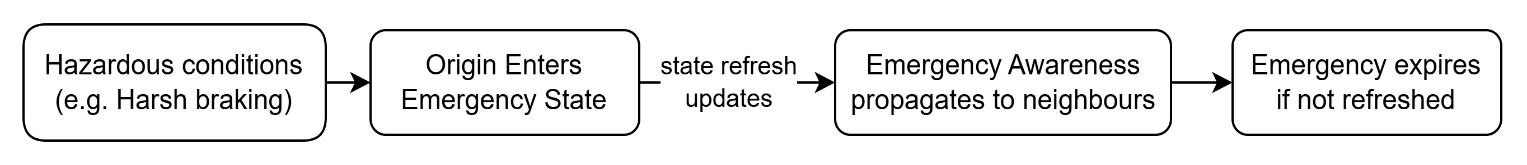 Hazardous conditions
(e.g. Harsh braking)
Origin Enters
Emergency State
state refresh
updates
Emergency Awareness
propagates to neighbours
Emergency expires
if not refreshed